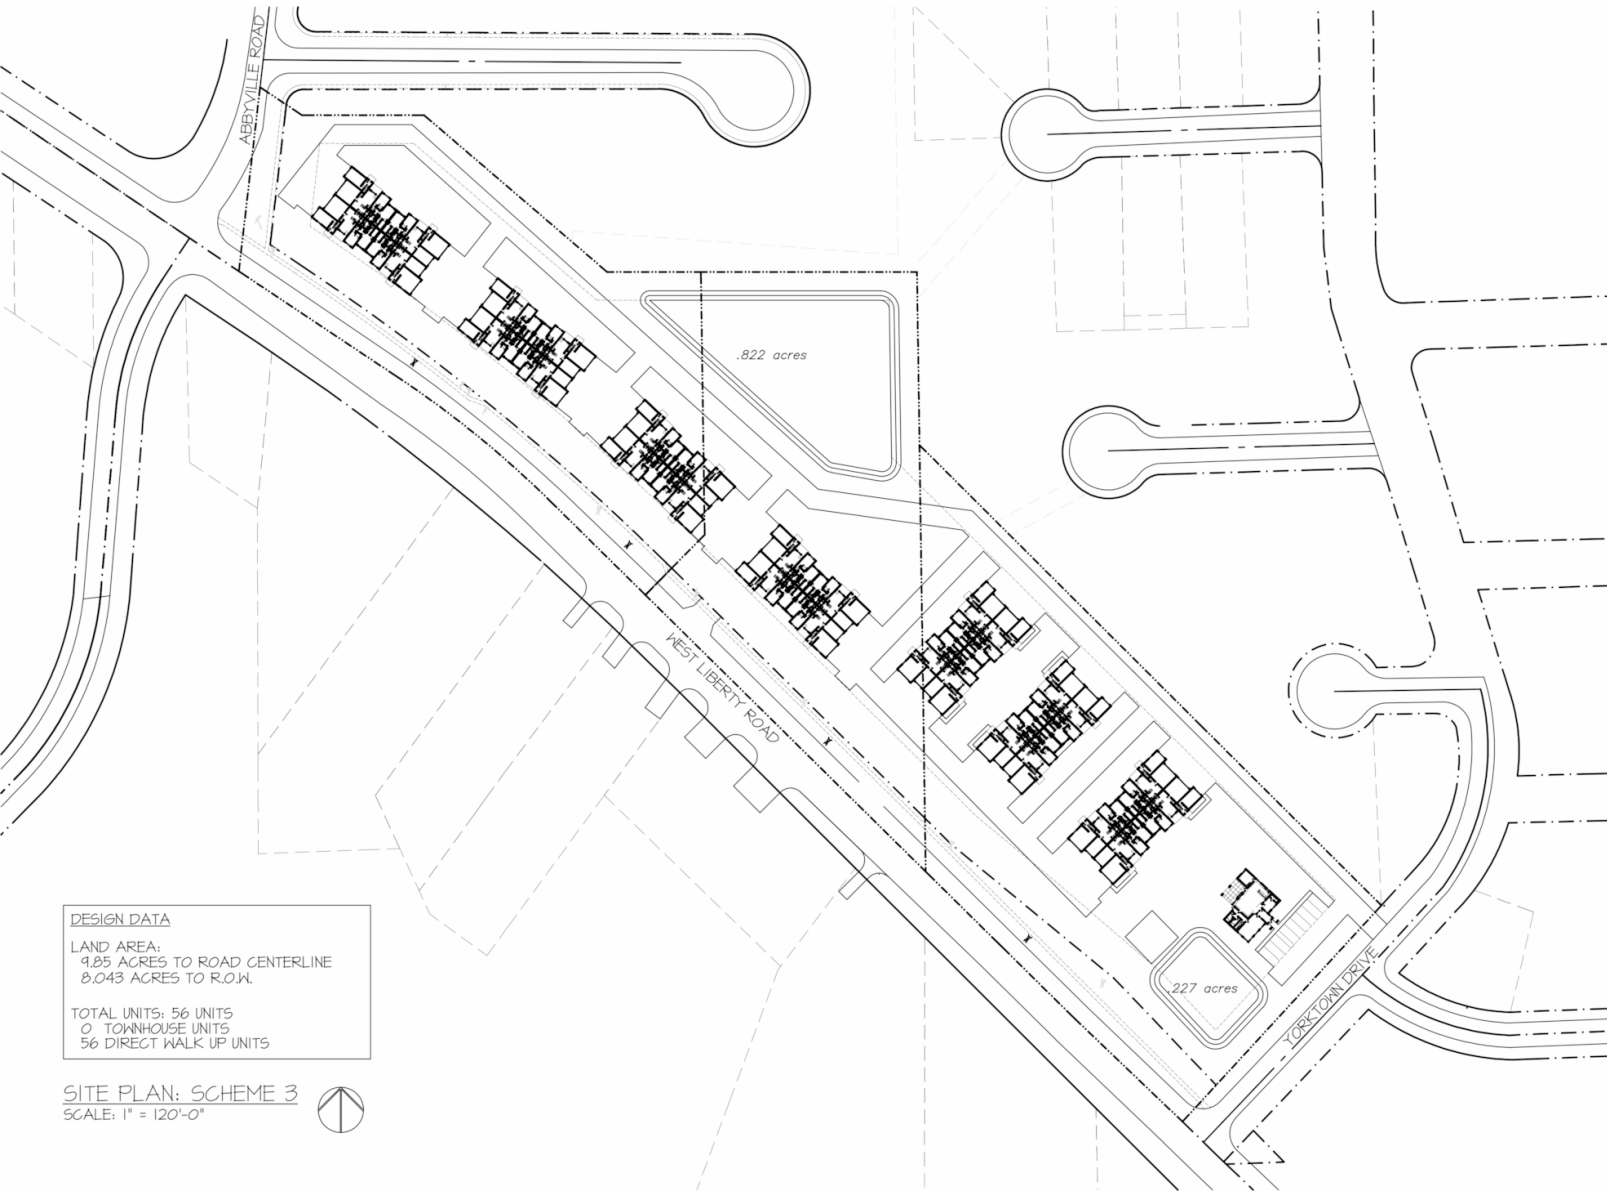 ABBYVILLE ROAD
.822 acres
WEST LIBERTY ROAD
.227 acres
YORKTOWN DRIVE
DESIGN DATA
LAND AREA:
9.85 ACRES TO ROAD CENTERLINE
8.043 ACRES TO R.O.W.
TOTAL UNITS: 56 UNITS
0 TOWNHOUSE UNITS
56 DIRECT WALK UP UNITS
SITE PLAN: SCHEME 3
SCALE: 1" = 120'-0"